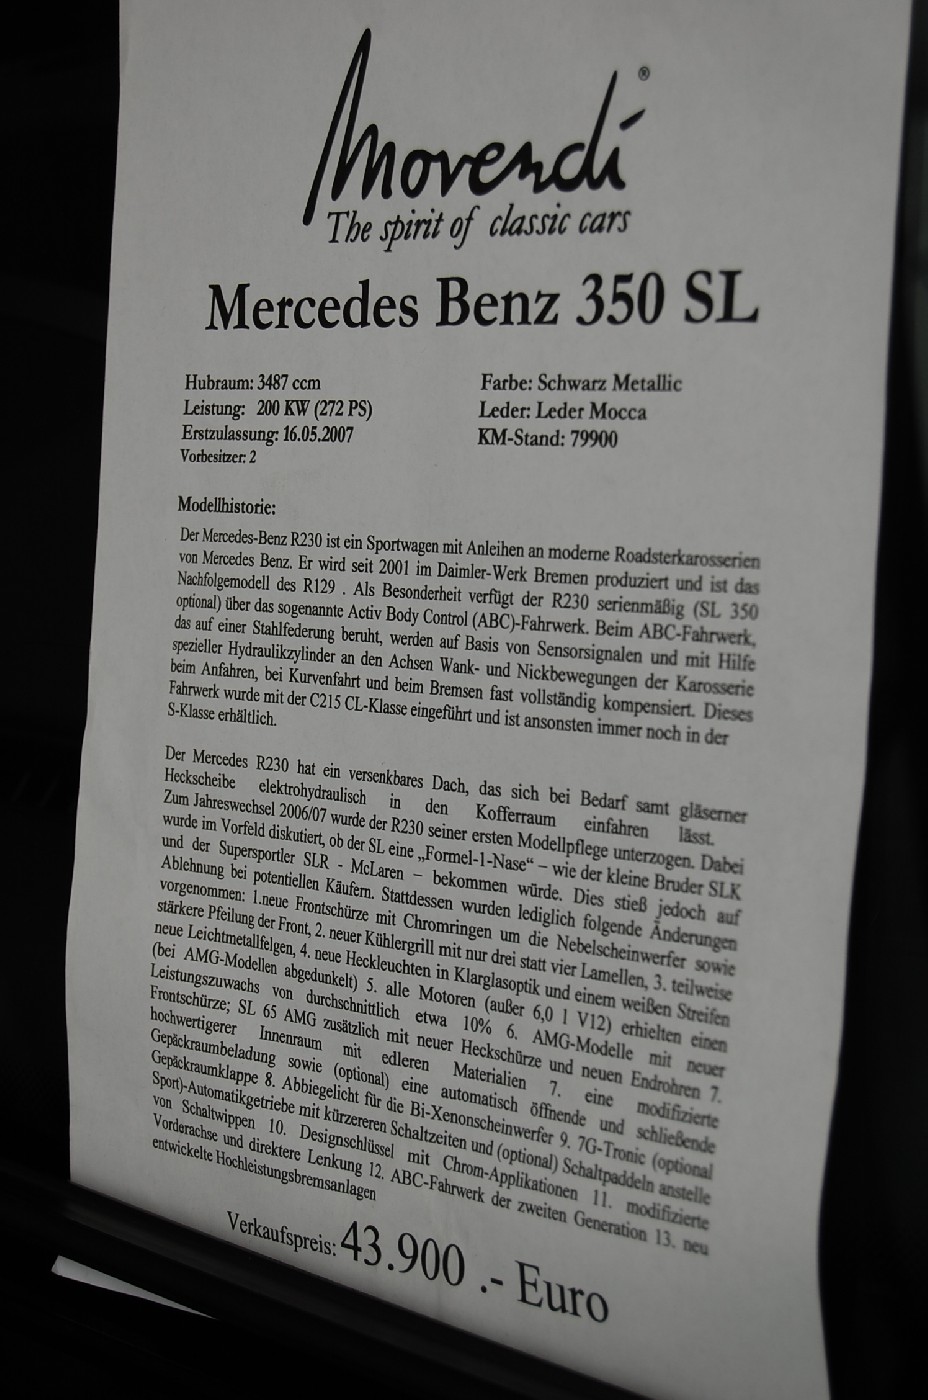 Movendi®
The spirit of classic cars
Mercedes Benz 350 SL
Hubraum: 3487 ccm
Leistung: 200 KW (272 PS)
Erstzulassung: 16.05.2007
Vorbesitzer: 2
Farbe: Schwarz Metallic
Leder: Leder Mocca
KM-Stand: 79900
Modellhistorie:
Der Mercedes-Benz R230 ist ein Sportwagen mit Anleihen an moderne Roadsterkarosserien
von Mercedes Benz. Er wird seit 2001 im Daimler-Werk Bremen produziert und ist das
Nachfolgemodell des R129 . Als Besonderheit verfügt der R230 serienmäßig (SL 350
optional) über das sogenannte Activ Body Control (ABC)-Fahrwerk. Beim ABC-Fahrwerk,
das auf einer Stahlfederung beruht, werden auf Basis von Sensorsignalen und mit Hilfe
spezieller Hydraulikzylinder an den Achsen Wank- und Nickbewegungen der Karosserie
beim Anfahren, bei Kurvenfahrt und beim Bremsen fast vollständig kompensiert. Dieses
Fahrwerk wurde mit der C215 CL-Klasse eingeführt und ist ansonsten immer noch in der
S-Klasse erhältlich.
Der Mercedes R230 hat ein versenkbares Dach, das sich bei Bedarf samt gläserner
Heckscheibe elektrohydraulisch in den Kofferraum einfahren lässt.
Zum Jahreswechsel 2006/07 wurde der R230 seiner ersten Modellpflege unterzogen. Dabei
wurde im Vorfeld diskutiert, ob der SL eine „Formel-1-Nase“ – wie der kleine Bruder SLK
und der Supersportler SLR - McLaren – bekommen würde. Dies stieß jedoch auf
Ablehnung bei potentiellen Käufern. Stattdessen wurden lediglich folgende Änderungen
vorgenommen: 1.neue Frontschürze mit Chromringen um die Nebelscheinwerfer sowie
stärkere Pfeilung der Front, 2. neuer Kühlergrill mit nur drei statt vier Lamellen, 3. teilweise
neue Leichtmetallfelgen, 4. neue Heckleuchten in Klarglasoptik und einem weißen Streifen
(bei AMG-Modellen abgedunkelt) 5. alle Motoren (außer 6,0 l V12) erhielten einen
Leistungszuwachs von durchschnittlich etwa 10% 6. AMG-Modelle mit neuer
Frontschürze; SL 65 AMG zusätzlich mit neuer Heckschürze und neuen Endrohren 7.
hochwertigerer Innenraum mit edleren Materialien 7. eine modifizierte
Gepäckraumbeladung sowie (optional) eine automatisch öffnende und schließende
Gepäckraumklappe 8. Abbiegelicht für die Bi-Xenonscheinwerfer 9. 7G-Tronic (optional
Sport)-Automatikgetriebe mit kürzereren Schaltzeiten und (optional) Schaltpaddeln anstelle
von Schaltwippen 10. Designschlüssel mit Chrom-Applikationen 11. modifizierte
Vorderachse und direktere Lenkung 12. ABC-Fahrwerk der zweiten Generation 13. neu
entwickelte Hochleistungsbremsanlagen
Verkaufspreis: 43.900 .- Euro